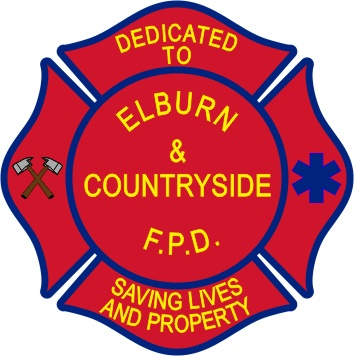 DEDICATED
TO
ELBURN
&
COUNTRYSIDE
F.P.D.
SAVING LIVES
AND PROPERTY